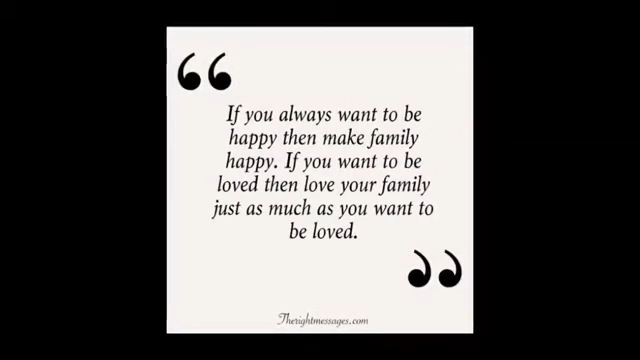 If you always want to be
happy then make family
happy. If you want to be
loved then love your family
just as much as you want to
be loved.
Therightmessages.com